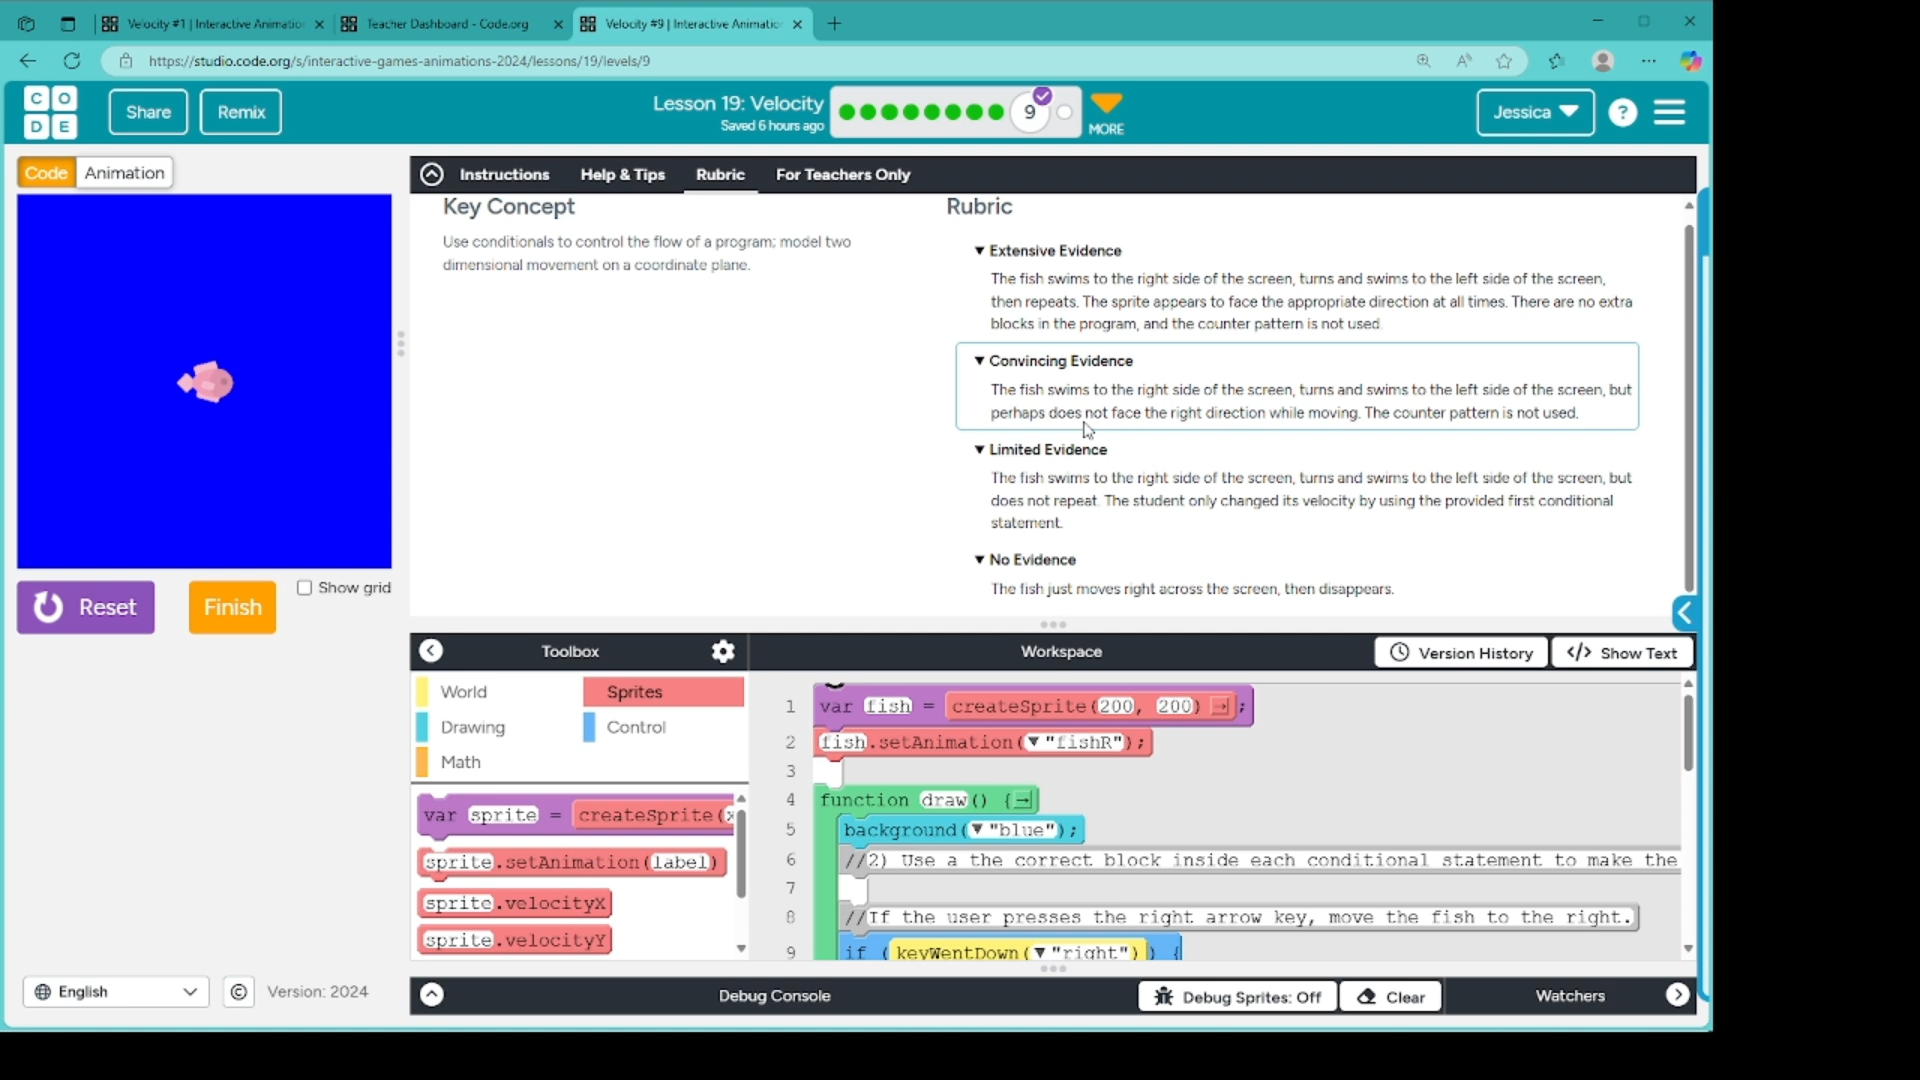 Velocity #1 | Interactive Animatio
Teacher Dashboard - Code.org
Velocity #9 | Interactive Animatio
https://studio.code.org/s/interactive-games-animations-2024/lessons/19/levels/9
C O
D E
Share
Remix
Lesson 19: Velocity
Saved 6 hours ago
9
MORE
Jessica
?
Code
Animation
Instructions
Help & Tips
Rubric
For Teachers Only
Key Concept
Use conditionals to control the flow of a program; model two
dimensional movement on a coordinate plane.
Rubric
Extensive Evidence
The fish swims to the right side of the screen, turns and swims to the left side of the screen,
then repeats. The sprite appears to face the appropriate direction at all times. There are no extra
blocks in the program, and the counter pattern is not used.
Convincing Evidence
The fish swims to the right side of the screen, turns and swims to the left side of the screen, but
perhaps does not face the right direction while moving. The counter pattern is not used.
Limited Evidence
The fish swims to the right side of the screen, turns and swims to the left side of the screen, but
does not repeat. The student only changed its velocity by using the provided first conditional
statement.
No Evidence
The fish just moves right across the screen, then disappears.
Reset
Finish
Show grid
Toolbox
Workspace
Version History
</> Show Text
World
Sprites
Drawing
Control
Math
var sprite = createSprite(x
sprite.setAnimation(label)
sprite.velocityX
sprite.velocityY
1 var fish = createSprite(200, 200);
2 fish.setAnimation("fishR");
3
4 function draw() {
5 background("blue");
6 //2) Use a the correct block inside each conditional statement to make the
7
8 //If the user presses the right arrow key, move the fish to the right.
9 if (keyWentDown("right")) {
English
©
Version: 2024
Debug Console
Debug Sprites: Off
Clear
Watchers